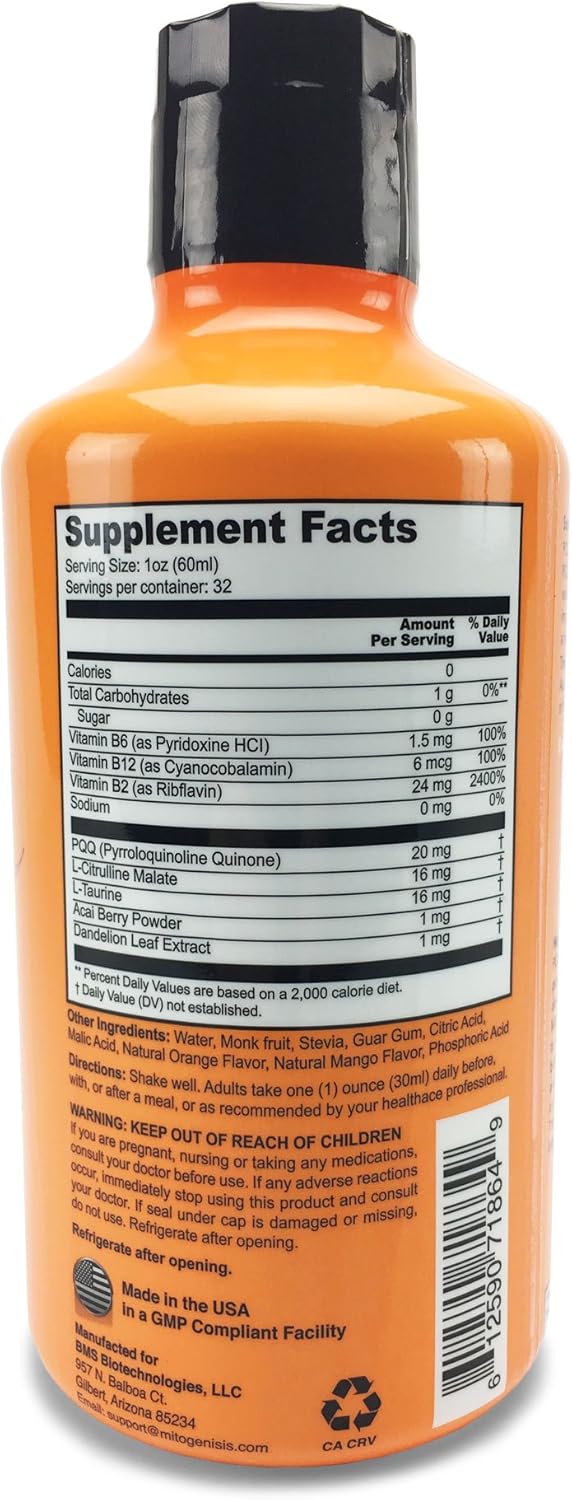 Supplement Facts
Serving Size: 1oz (60ml)
Servings per container: 32
Amount Per Serving % Daily Value
Calories 0
Total Carbohydrates 1 g 0%**
Sugar 0 g
Vitamin B6 (as Pyridoxine HCI) 1.5 mg 100%
Vitamin B12 (as Cyanocobalamin) 6 mcg 100%
Vitamin B2 (as Ribflavin) 24 mg 2400%
Sodium 0 mg 0%
PQQ (Pyrroloquinoline Quinone) 20 mg †
L-Citrulline Malate 16 mg †
L-Taurine 16 mg †
Acai Berry Powder 1 mg †
Dandelion Leaf Extract 1 mg †
** Percent Daily Values are based on a 2,000 calorie diet.
† Daily Value (DV) not established.
Other Ingredients: Water, Monk fruit, Stevia, Guar Gum, Citric Acid,
Malic Acid, Natural Orange Flavor, Natural Mango Flavor, Phosphoric Acid
Directions: Shake well. Adults take one (1) ounce (30ml) daily before,
with, or after a meal, or as recommended by your healthace professional.
WARNING: KEEP OUT OF REACH OF CHILDREN
If you are pregnant, nursing or taking any medications,
consult your doctor before use. If any adverse reactions
occur, immediately stop using this product and consult
your doctor. If seal under cap is damaged or missing,
do not use. Refrigerate after opening.
Refrigerate after opening.
Made in the USA
in a GMP Compliant Facility
Manufacted for
BMS Biotechnologies, LLC
957 N. Balboa Ct.
Gilbert, Arizona 85234
Email: support@mitogenisis.com
CA CRV
6 12590 71864 9